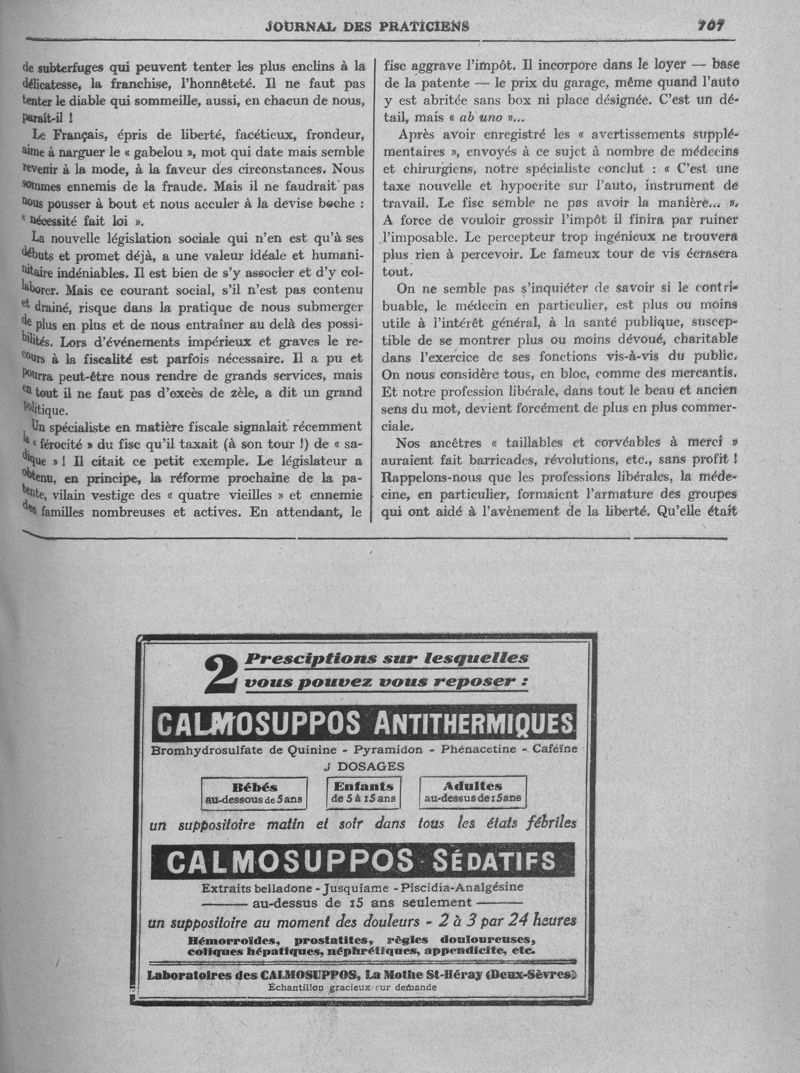 JOURNAL DES PRATICIENS 707
de subterfuges qui peuvent tenter les plus enclins à la
délicatesse, la franchise, l'honnêteté. Il ne faut pas
tenter le diable qui sommeille, aussi, en chacun de nous,
paraît-il !
Le Français, épris de liberté, facétieux, frondeur,
aime à narguer le « gabelou », mot qui date mais semble
revenir à la mode, à la faveur des circonstances. Nous
sommes ennemis de la fraude. Mais il ne faudrait pas
nous pousser à bout et nous acculer à la devise boche :
« nécessité fait loi ».
La nouvelle législation sociale qui n'en est qu'à ses
débuts et promet déjà, a une valeur idéale et humani-
nitaire indéniables. Il est bien de s'y associer et d'y col-
laborer. Mais ce courant social, s'il n'est pas contenu
et drainé, risque dans la pratique de nous submerger
de plus en plus et de nous entraîner au delà des possi-
bilités. Lors d'événements impérieux et graves le re-
cours à la fiscalité est parfois nécessaire. Il a pu et
pourra peut-être nous rendre de grands services, mais
en tout il ne faut pas d'excès de zèle, a dit un grand
politique.
Un spécialiste en matière fiscale signalait récemment
la « férocité » du fisc qu'il taxait (à son tour !) de « sa-
dique » ! Il citait ce petit exemple. Le législateur a
obtenu, en principe, la réforme prochaine de la pa-
tente, vilain vestige des « quatre vieilles » et ennemie
des familles nombreuses et actives. En attendant, le
fisc aggrave l'impôt. Il incorpore dans le loyer — base
de la patente — le prix du garage, même quand l'auto
y est abritée sans box ni place désignée. C'est un dé-
tail, mais « ab uno »...
Après avoir enregistré les « avertissements supplé-
mentaires », envoyés à ce sujet à nombre de médecins
et chirurgiens, notre spécialiste conclut : « C'est une
taxe nouvelle et hypocrite sur l'auto, instrument de
travail. Le fisc semble ne pas avoir la manière... ».
A force de vouloir grossir l'impôt il finira par ruiner
l'imposable. Le percepteur trop ingénieux ne trouvera
plus rien à percevoir. Le fameux tour de vis écrasera
tout.
On ne semble pas s'inquiéter de savoir si le contri-
buable, le médecin en particulier, est plus ou moins
utile à l'intérêt général, à la santé publique, suscep-
tible de se montrer plus ou moins dévoué, charitable
dans l'exercice de ses fonctions vis-à-vis du public.
On nous considère tous, en bloc, comme des mercantis.
Et notre profession libérale, dans tout le beau et ancien
sens du mot, devient forcément de plus en plus commer-
ciale.
Nos ancêtres « taillables et corvéables à merci »
auraient fait barricades, révolutions, etc., sans profit !
Rappelons-nous que les professions libérales, la méde-
cine, en particulier, formaient l'armature des groupes
qui ont aidé à l'avènement de la liberté. Qu'elle était
2 Presciptions sur lesquelles
vous pouvez vous reposer :
CALMOSUPPOS ANTITHERMIQUES
Bromhydrosulfate de Quinine - Pyramidon - Phénacetine - Caféïne
J DOSAGES
Bébés
au-dessous de 5 ans
Enfants
de 5 à 15 ans
Adultes
au-dessus de 15 ans
un suppositoire matin et soir dans tous les états fébriles
CALMOSUPPOS SÉDATIFS
Extraits belladone - Jusquiame - Piscidia-Analgésine
au-dessus de 15 ans seulement
un suppositoire au moment des douleurs - 2 à 3 par 24 heures
Hémorroïdes, prostatites, règles douloureuses,
coliques hépatiques, néphrétiques, appendicite, etc.
Laboratoires des CALMOSUPPOS, La Mothe St-Héray (Deux-Sèvres)
Échantillon gracieux sur demande